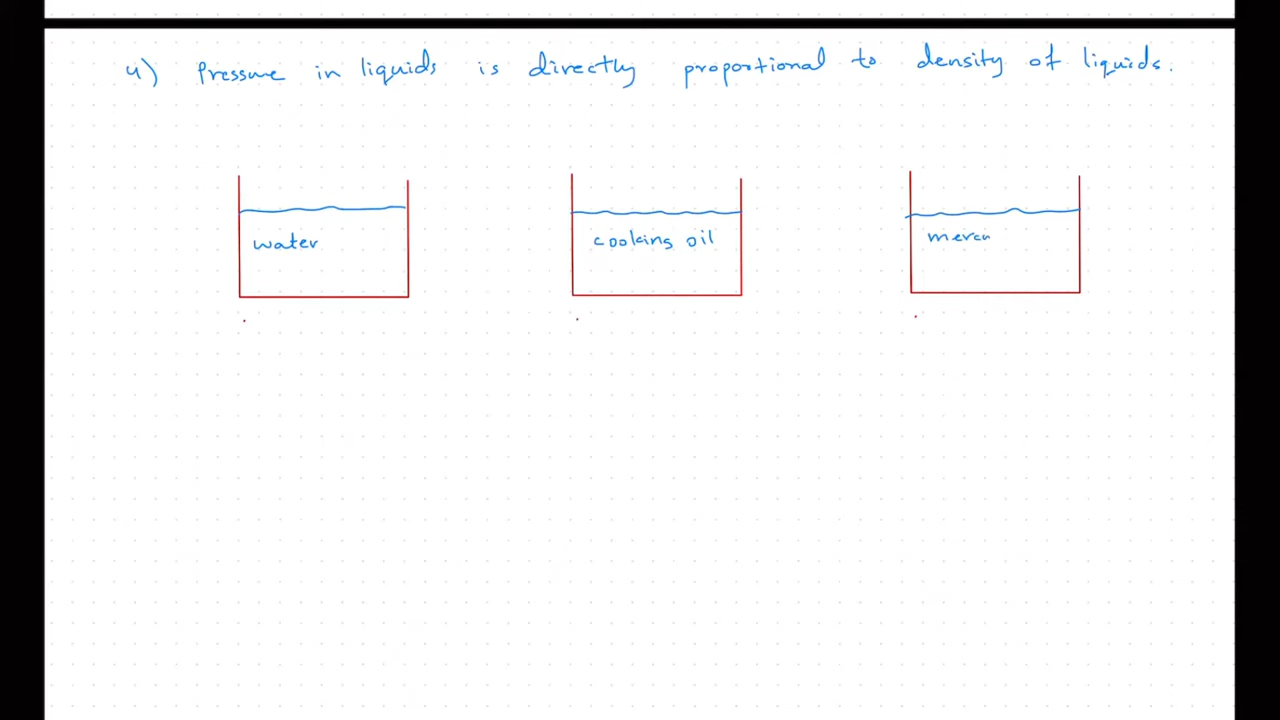 4) Pressure in liquids is directly proportional to density of liquids.
water
cooking oil
mercu